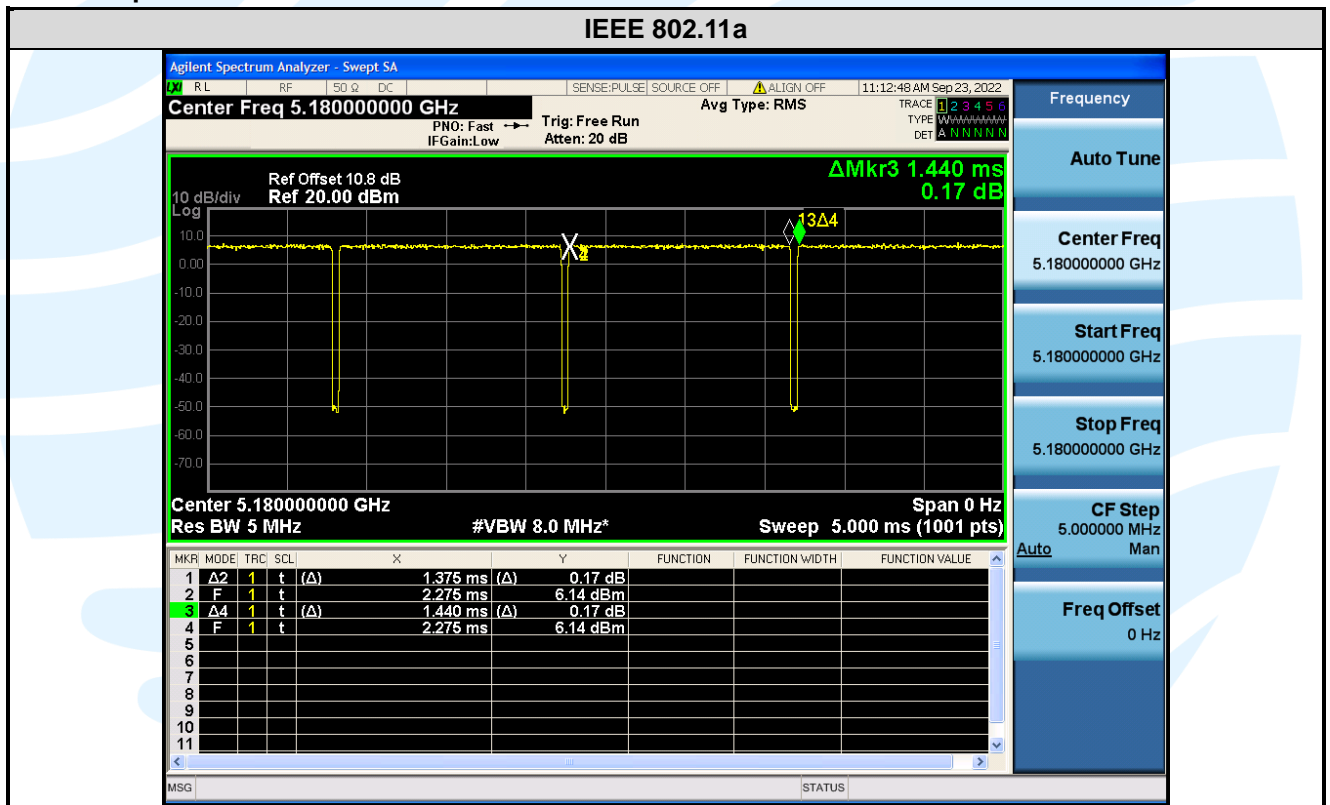 IEEE 802.11a
Agilent Spectrum Analyzer - Swept SA
LXI RL RF 50 Ω DC SENSE:PULSE SOURCE OFF ALIGN OFF 11:12:48 AM Sep 23, 2022
Center Freq 5.180000000 GHz Avg Type: RMS TRACE 1 2 3 4 5 6
PNO: Fast Trig: Free Run TYPE WWWWWW
IFGain:Low Atten: 20 dB DET A N N N N N
ΔMkr3 1.440 ms
0.17 dB
Ref Offset 10.8 dB
10 dB/div Ref 20.00 dBm
Log
13Δ4
10.0
2
4
0.00
-10.0
-20.0
-30.0
-40.0
-50.0
-60.0
-70.0
Center 5.180000000 GHz Span 0 Hz
Res BW 5 MHz #VBW 8.0 MHz* Sweep 5.000 ms (1001 pts)
MKR MODE TRC SCL X Y FUNCTION FUNCTION WIDTH FUNCTION VALUE
1 Δ2 1 t (Δ) 1.375 ms (Δ) 0.17 dB
2 F 1 t 2.275 ms 6.14 dBm
3 Δ4 1 t (Δ) 1.440 ms (Δ) 0.17 dB
4 F 1 t 2.275 ms 6.14 dBm
5
6
7
8
9
10
11
MSG STATUS
Frequency
Auto Tune
Center Freq
5.180000000 GHz
Start Freq
5.180000000 GHz
Stop Freq
5.180000000 GHz
CF Step
5.000000 MHz
Auto Man
Freq Offset
0 Hz